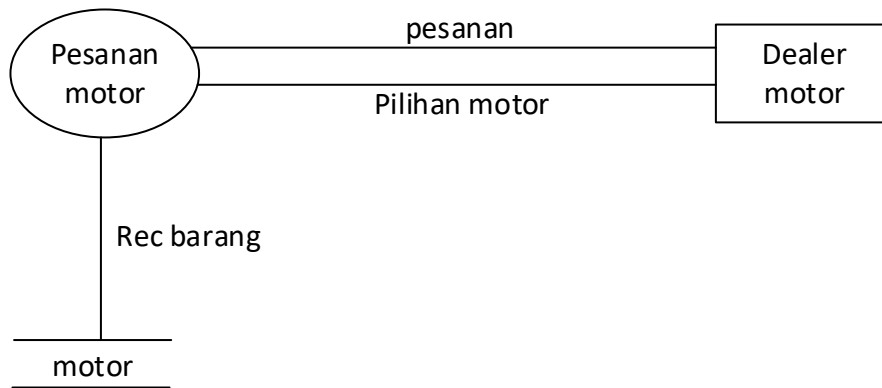 Pesanan
motor
pesanan
Pilihan motor
Dealer
motor
Rec barang
motor